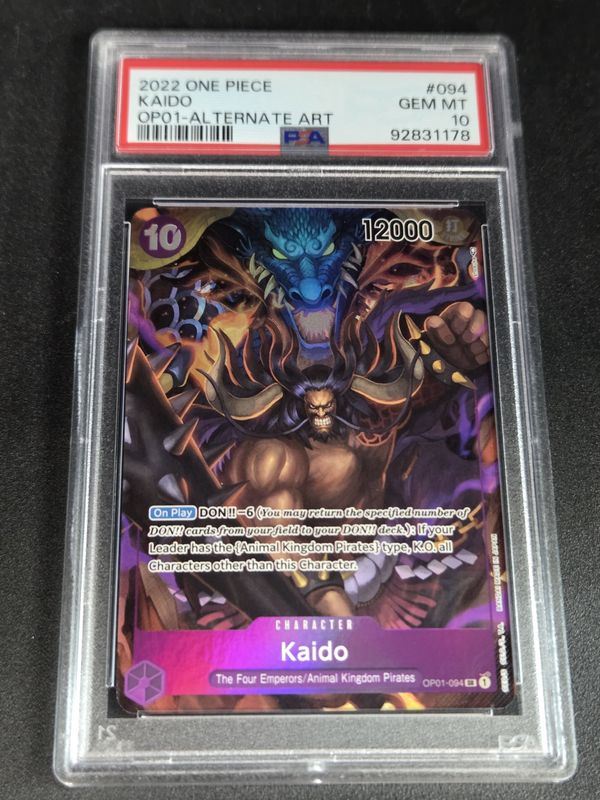 2022 ONE PIECE #094
KAIDO GEM MT
OP01-ALTERNATE ART 10
PSA 92831178
10 12000 打
On Play DON!! −6 (You may return the specified number of
DON!! cards from your field to your DON!! deck.): If your
Leader has the {Animal Kingdom Pirates} type, K.O. all
Characters other than this Character.
CHARACTER
Kaido
The Four Emperors/Animal Kingdom Pirates
OP01-094 SR 1